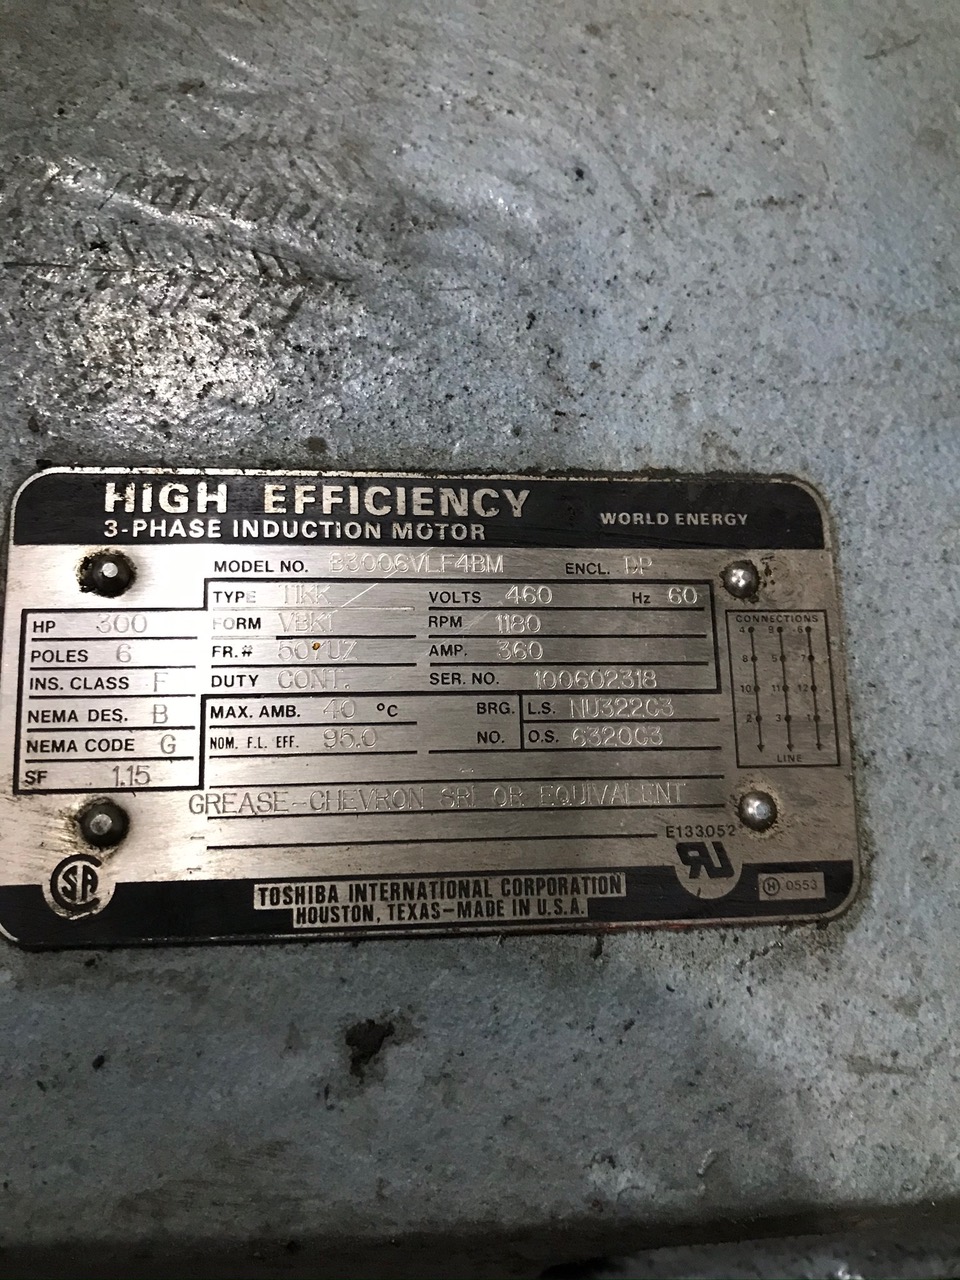 HIGH EFFICIENCY
3-PHASE INDUCTION MOTOR
WORLD ENERGY
MODEL NO. B3006VLF4BM ENCL. DP
TYPE TIKK VOLTS 460 Hz 60
HP 300 FORM VBK1 RPM 1180
POLES 6 FR.# 507UZ AMP. 360
INS. CLASS F DUTY CONT. SER. NO. 100602318
NEMA DES. B MAX. AMB. 40 °C BRG. L.S. NU322C3
NEMA CODE G NOM. F.L. EFF. 95.0 NO. O.S. 6320C3
SF 1.15
CONNECTIONS
4 9 6
8 5 7
10 11 12
2 3 1
LINE
GREASE-CHEVRON SRI OR EQUIVALENT
E133052
SA
RU
TOSHIBA INTERNATIONAL CORPORATION
HOUSTON, TEXAS-MADE IN U.S.A.
H 0553